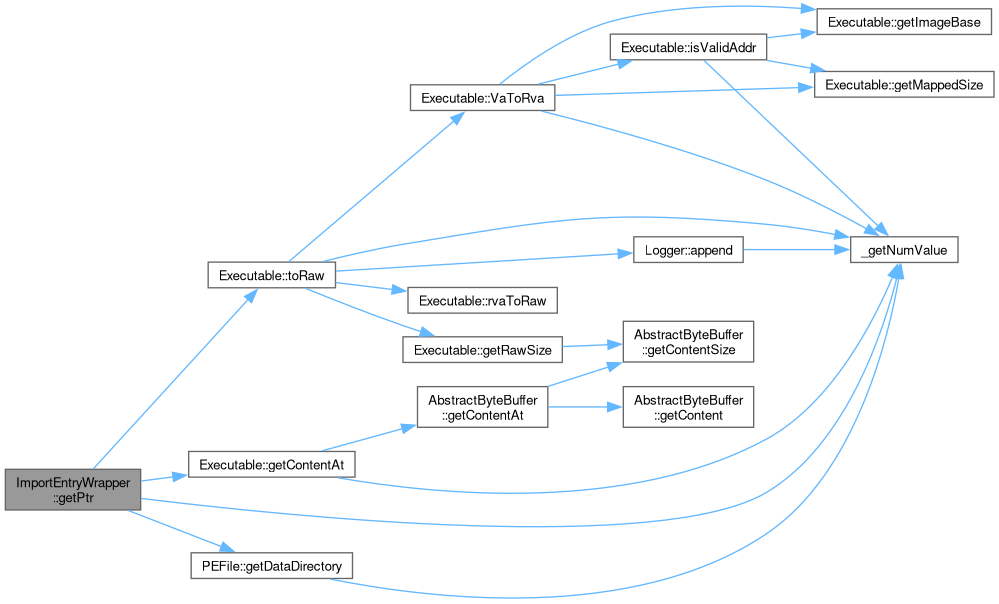 Executable::getImageBase
Executable::isValidAddr
Executable::getMappedSize
Executable::VaToRva
Logger::append
_getNumValue
Executable::toRaw
Executable::rvaToRaw
Executable::getRawSize
AbstractByteBuffer
::getContentSize
AbstractByteBuffer
::getContentAt
AbstractByteBuffer
::getContent
Executable::getContentAt
ImportEntryWrapper
::getPtr
PEFile::getDataDirectory